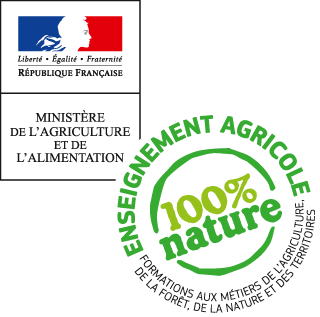 Liberté • Égalité • Fraternité
RÉPUBLIQUE FRANÇAISE
MINISTÈRE
DE L'AGRICULTURE
ET DE
L'ALIMENTATION
ENSEIGNEMENT AGRICOLE
100%
nature
FORMATIONS AUX MÉTIERS DE L'AGRICULTURE,
DE LA FORÊT, DE LA NATURE ET DES TERRITOIRES